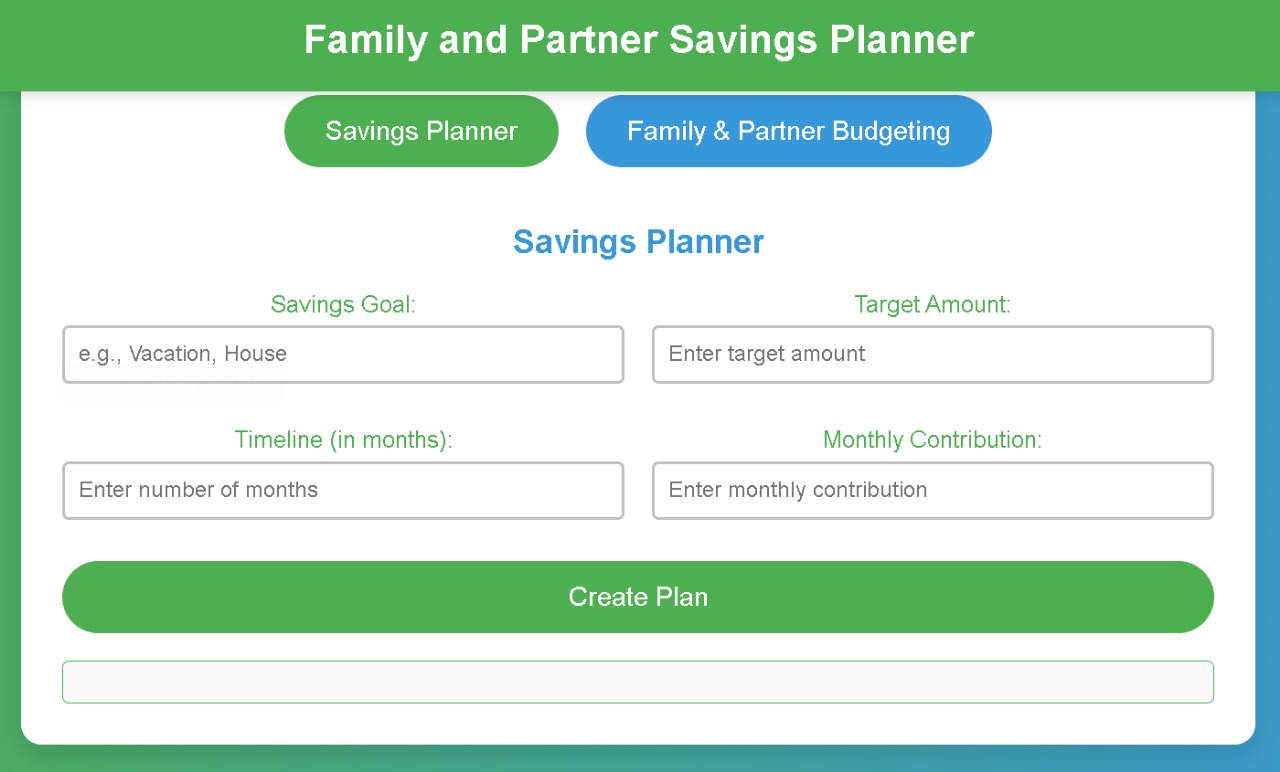 Family and Partner Savings Planner
Savings Planner
Family & Partner Budgeting
Savings Planner
Savings Goal:
Target Amount:
e.g., Vacation, House
Enter target amount
Timeline (in months):
Monthly Contribution:
Enter number of months
Enter monthly contribution
Create Plan